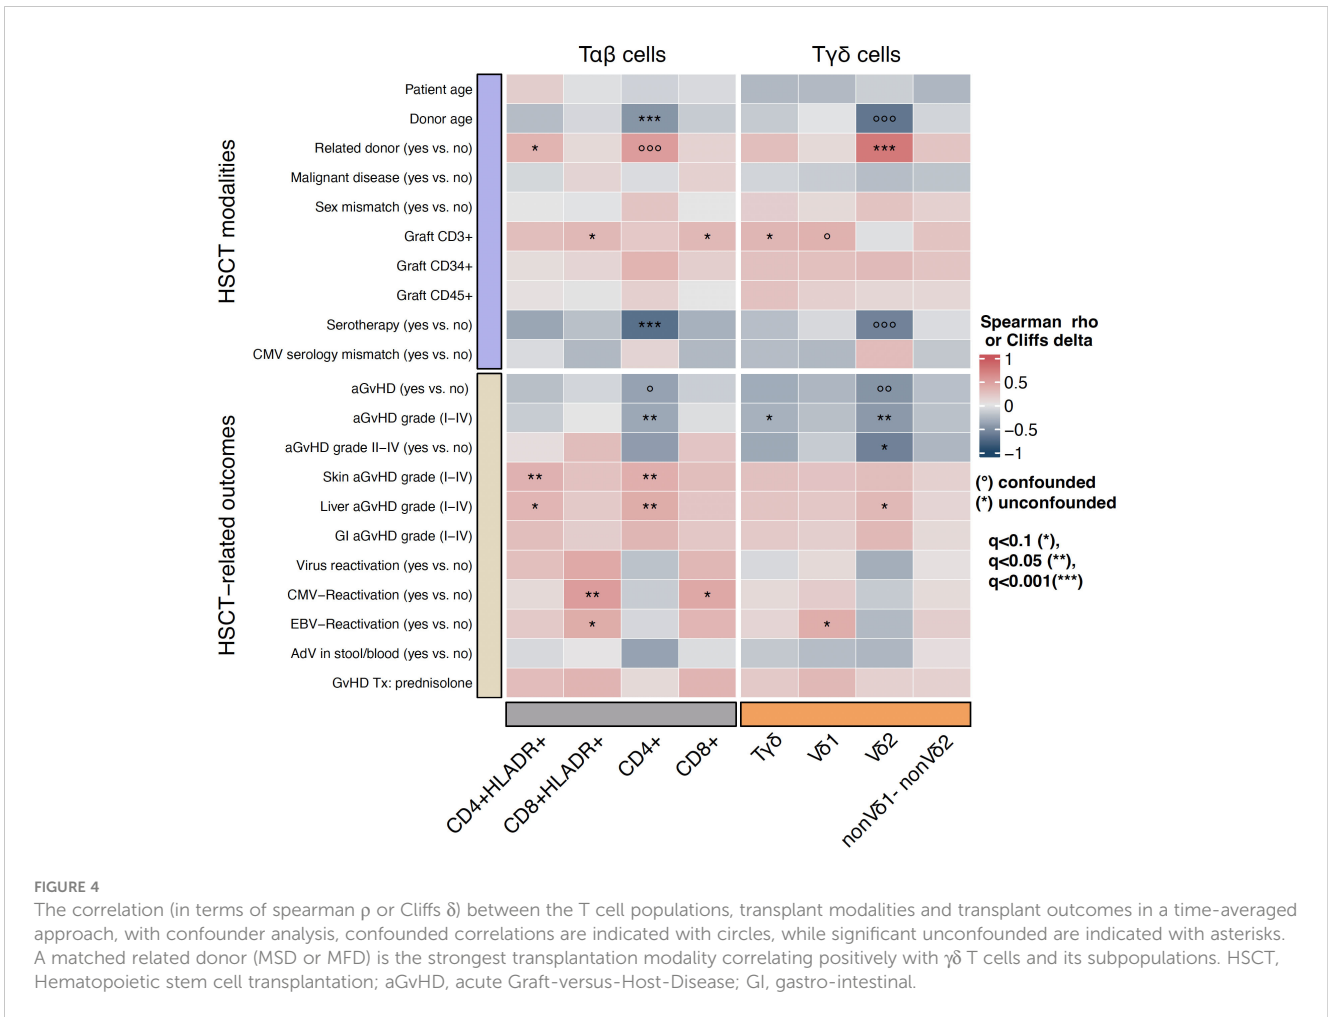 Tαβ cells
Tγδ cells
HSCT modalities
Patient age
Donor age
*** °°°
Related donor (yes vs. no)
* °°° ***
Malignant disease (yes vs. no)
Sex mismatch (yes vs. no)
Graft CD3+
* * * °
Graft CD34+
Graft CD45+
Serotherapy (yes vs. no)
*** °°°
CMV serology mismatch (yes vs. no)
HSCT−related outcomes
aGvHD (yes vs. no)
° °°
aGvHD grade (I−IV)
** * **
aGvHD grade II−IV (yes vs. no)
*
Skin aGvHD grade (I−IV)
** **
Liver aGvHD grade (I−IV)
* ** *
GI aGvHD grade (I−IV)
Virus reactivation (yes vs. no)
CMV−Reactivation (yes vs. no)
** *
EBV−Reactivation (yes vs. no)
* *
AdV in stool/blood (yes vs. no)
GvHD Tx: prednisolone
CD4+HLADR+
CD8+HLADR+
CD4+
CD8+
Tγδ
Vδ1
Vδ2
nonVδ1- nonVδ2
Spearman rho
or Cliffs delta
1
0.5
0
−0.5
−1
(°) confounded
(*) unconfounded
q<0.1 (*),
q<0.05 (**),
q<0.001(***)
FIGURE 4
The correlation (in terms of spearman ρ or Cliffs δ) between the T cell populations, transplant modalities and transplant outcomes in a time-averaged
approach, with confounder analysis, confounded correlations are indicated with circles, while significant unconfounded are indicated with asterisks.
A matched related donor (MSD or MFD) is the strongest transplantation modality correlating positively with γδ T cells and its subpopulations. HSCT,
Hematopoietic stem cell transplantation; aGvHD, acute Graft-versus-Host-Disease; GI, gastro-intestinal.